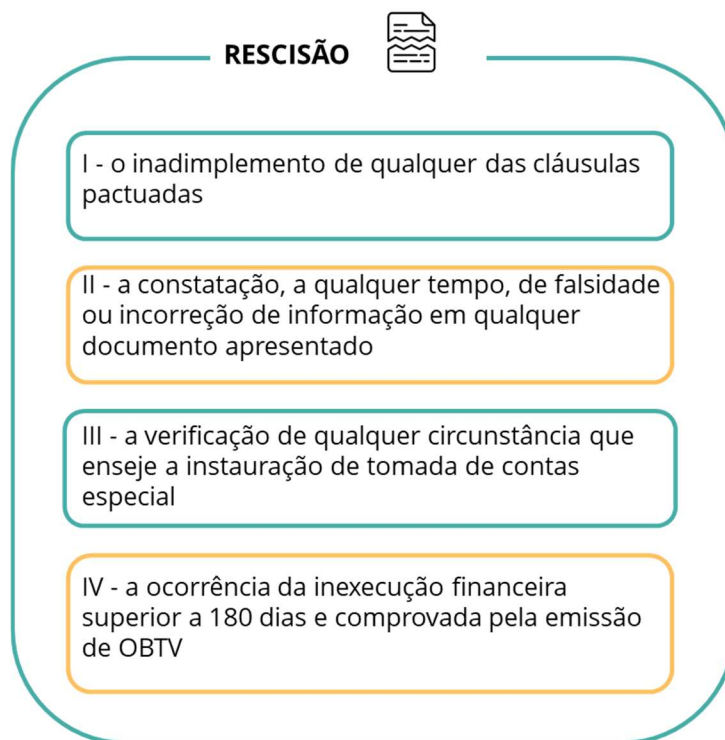 RESCISÃO
I - o inadimplemento de qualquer das cláusulas
pactuadas
II - a constatação, a qualquer tempo, de falsidade
ou incorreção de informação em qualquer
documento apresentado
III - a verificação de qualquer circunstância que
enseje a instauração de tomada de contas
especial
IV - a ocorrência da inexecução financeira
superior a 180 dias e comprovada pela emissão
de OBTV